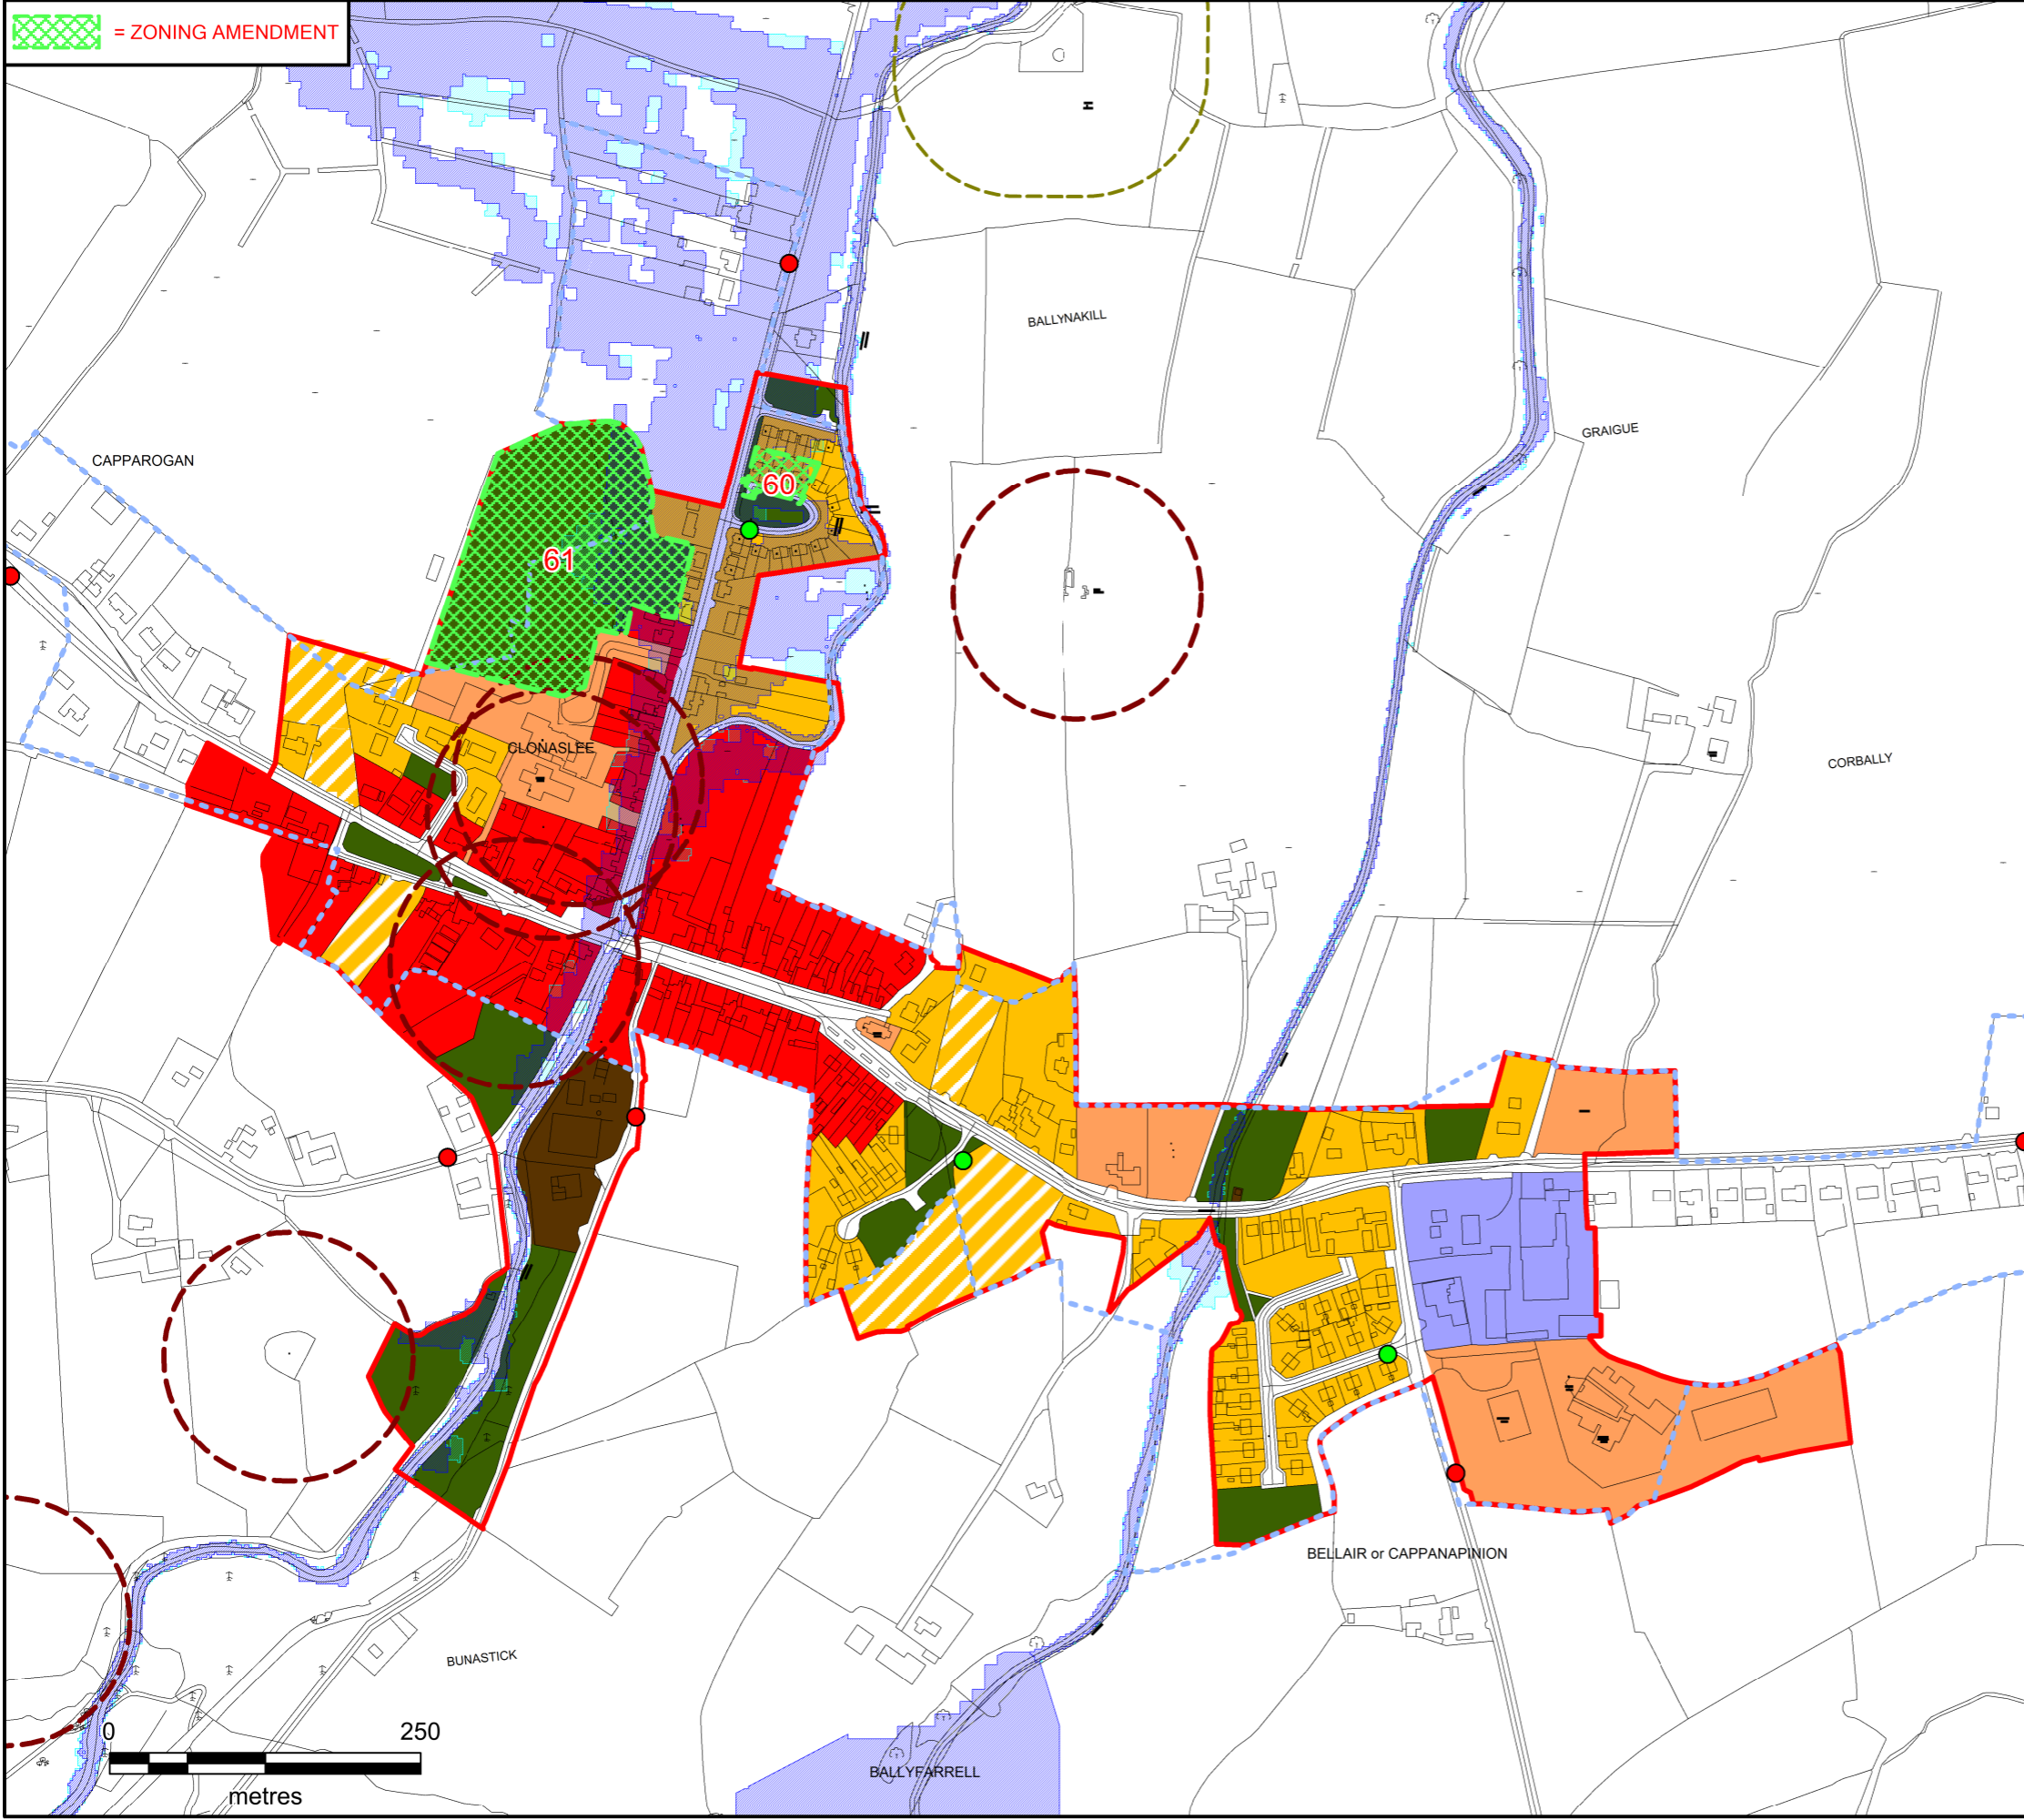 = ZONING AMENDMENT
BALLYNAKILL
GRAIGUE
CAPPAROGAN
60
61
CLONASLEE
CORBALLY
BELLAIR or CAPPANAPINION
BUNASTICK
0 250
BALLYFARRELL
metres